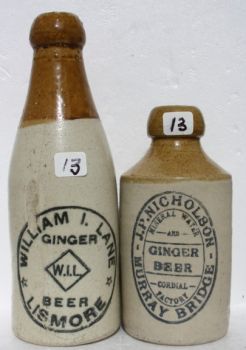 13
WILLIAM I. LANE
GINGER
W.I.L.
BEER
LISMORE
13
J.P. NICHOLSON
MINERAL WATER
AND
GINGER
BEER
CORDIAL
FACTORY
MURRAY BRIDGE